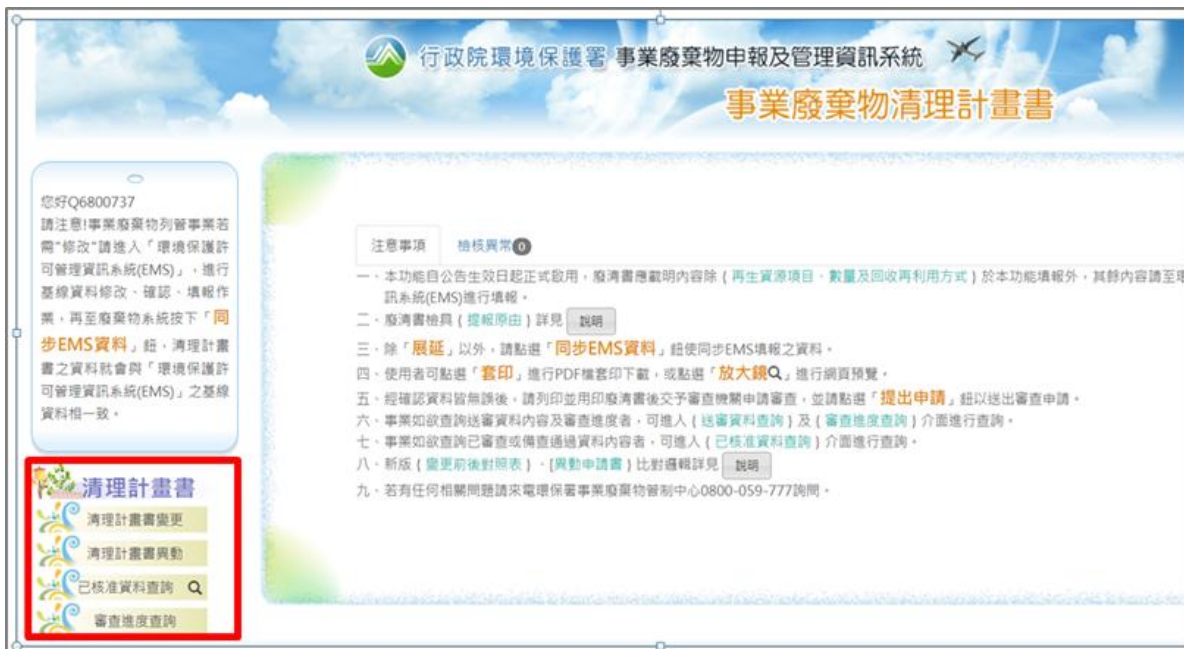 行政院環境保護署 事業廢棄物申報及管理資訊系統
事業廢棄物清理計畫書
您好Q6800737
請注意!事業廢棄物列管事業若
需"修改"請進入「環境保護許
可管理資訊系統(EMS)」，進行
基線資料修改、確認、填報作
業，再至廢棄物系統按下「同
步EMS資料」鈕，清理計畫
書之資料就會與「環境保護許
可管理資訊系統(EMS)」之基線
資料相一致。
清理計畫書
清理計畫書變更
清理計畫書異動
已核准資料查詢
審查進度查詢
注意事項 檢核異常 0
一、本功能自公告生效日起正式啟用，廢清書應載明內容除{再生資源項目、數量及回收再利用方式}於本功能填報外，其餘內容請至環
訊系統(EMS)進行填報。
二、廢清書檢具{提報原由}詳見 說明
三、除「展延」以外，請點選「同步EMS資料」鈕使同步EMS填報之資料。
四、使用者可點選「套印」進行PDF檔套印下載，或點選「放大鏡」進行網頁預覽。
五、經確認資料皆無誤後，請列印並用印廢清書後交予審查機關申請審查，並請點選「提出申請」鈕以送出審查申請。
六、事業如欲查詢送審資料內容及審查進度者，可進入{送審資料查詢}及{審查進度查詢}介面進行查詢。
七、事業如欲查詢已審查或備查通過資料內容者，可進入{已核准資料查詢}介面進行查詢。
八、新版{變更前後對照表}、[異動申請書}比對邏輯詳見 說明
九、若有任何相關問題請來電環保署事業廢棄物管制中心0800-059-777詢問。